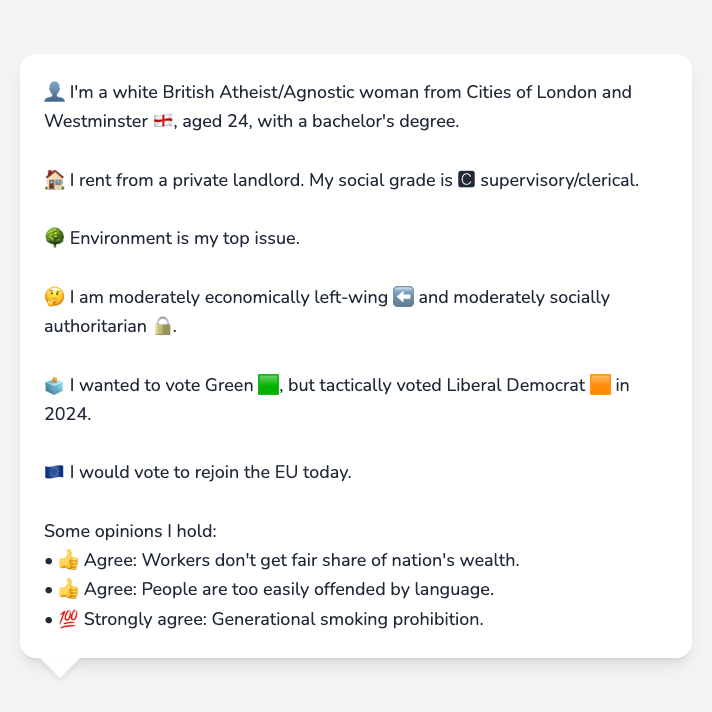 👤 I'm a white British Atheist/Agnostic woman from Cities of London and
Westminster 🏴󠁧󠁢󠁥󠁮󠁧󠁿, aged 24, with a bachelor's degree.
🏠 I rent from a private landlord. My social grade is 🅲 supervisory/clerical.
🌳 Environment is my top issue.
🤔 I am moderately economically left-wing ⬅️ and moderately socially
authoritarian 🔒.
🗳️ I wanted to vote Green 🟩, but tactically voted Liberal Democrat 🟧 in
2024.
🇪🇺 I would vote to rejoin the EU today.
Some opinions I hold:
• 👍 Agree: Workers don't get fair share of nation's wealth.
• 👍 Agree: People are too easily offended by language.
• 💯 Strongly agree: Generational smoking prohibition.